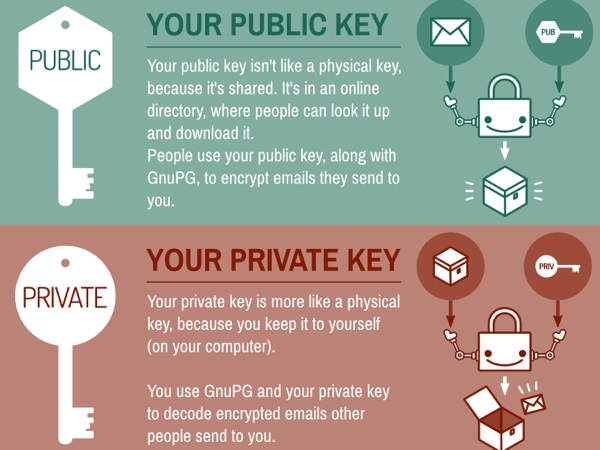 PUBLIC
YOUR PUBLIC KEY
Your public key isn't like a physical key,
because it's shared. It's in an online
directory, where people can look it up
and download it.
People use your public key, along with
GnuPG, to encrypt emails they send to
you.
PUB
PRIVATE
YOUR PRIVATE KEY
Your private key is more like a physical
key, because you keep it to yourself
(on your computer).
You use GnuPG and your private key
to decode encrypted emails other
people send to you.
PRIV